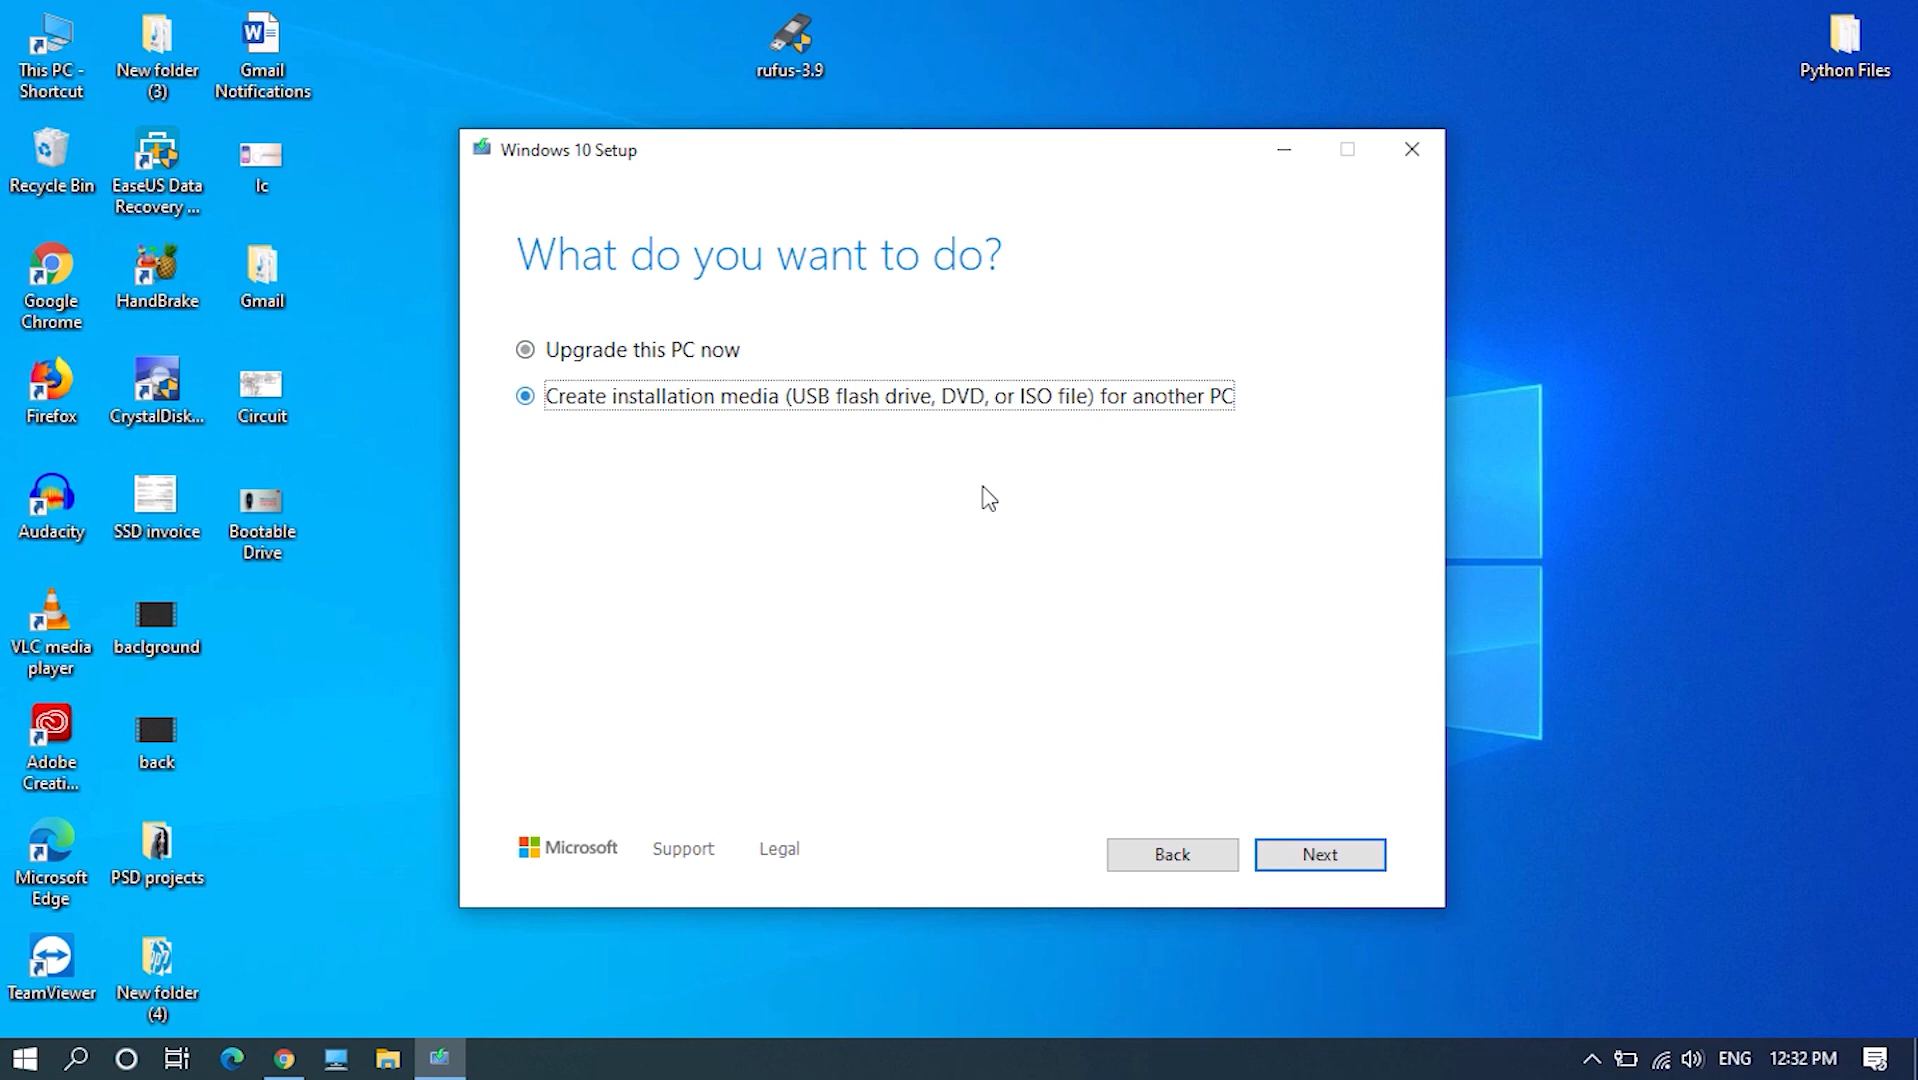 This PC -
Shortcut
New folder
(3)
Gmail
Notifications
rufus-3.9
Python Files
Recycle Bin
EaseUS Data
Recovery ...
lc
Google
Chrome
HandBrake
Gmail
Firefox
CrystalDisk...
Circuit
Audacity
SSD invoice
Bootable
Drive
VLC media
player
baclground
Adobe
Creati...
back
Microsoft
Edge
PSD projects
TeamViewer
New folder
(4)
Windows 10 Setup
What do you want to do?
Upgrade this PC now
Create installation media (USB flash drive, DVD, or ISO file) for another PC
Microsoft
Support
Legal
Back
Next
ENG
12:32 PM